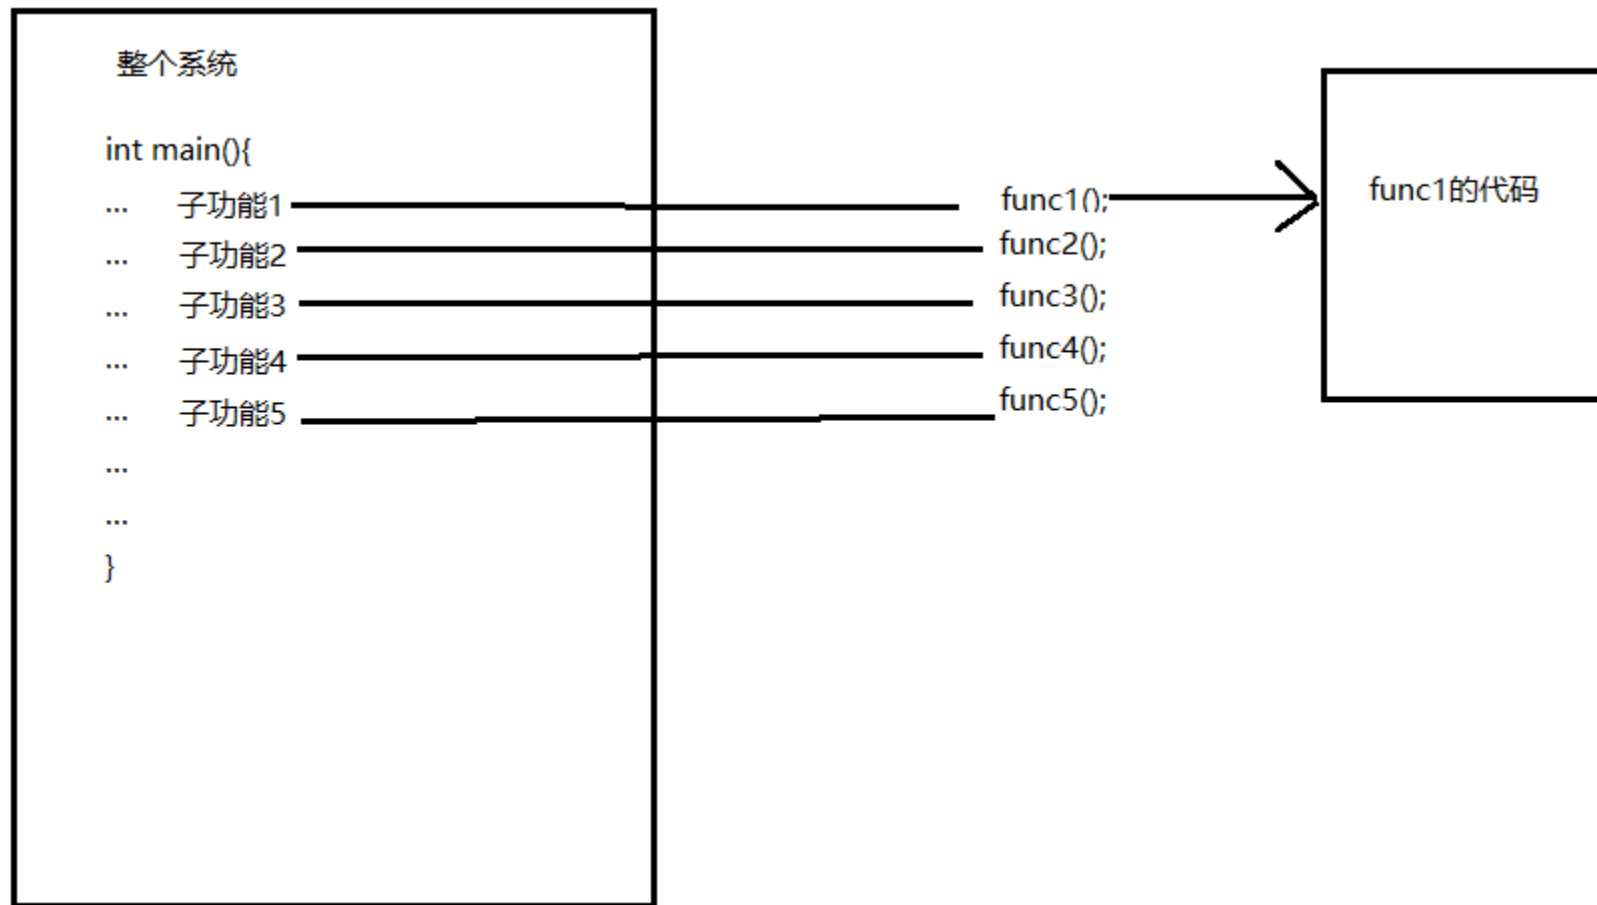 整个系统
int main(){
... 子功能1 func1(); func1的代码
... 子功能2 func2();
... 子功能3 func3();
... 子功能4 func4();
... 子功能5 func5();
...
...
}